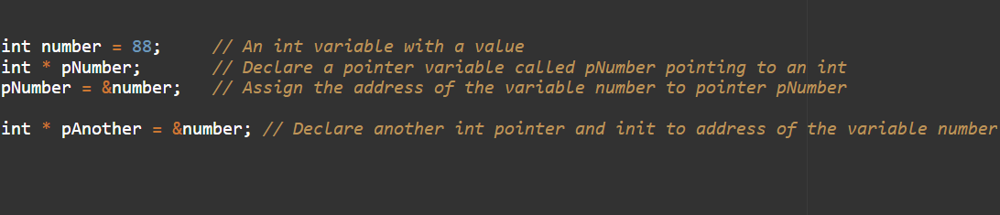 int number = 88;     // An int variable with a value
int * pNumber;       // Declare a pointer variable called pNumber pointing to an int
pNumber = &number;   // Assign the address of the variable number to pointer pNumber
int * pAnother = &number; // Declare another int pointer and init to address of the variable number